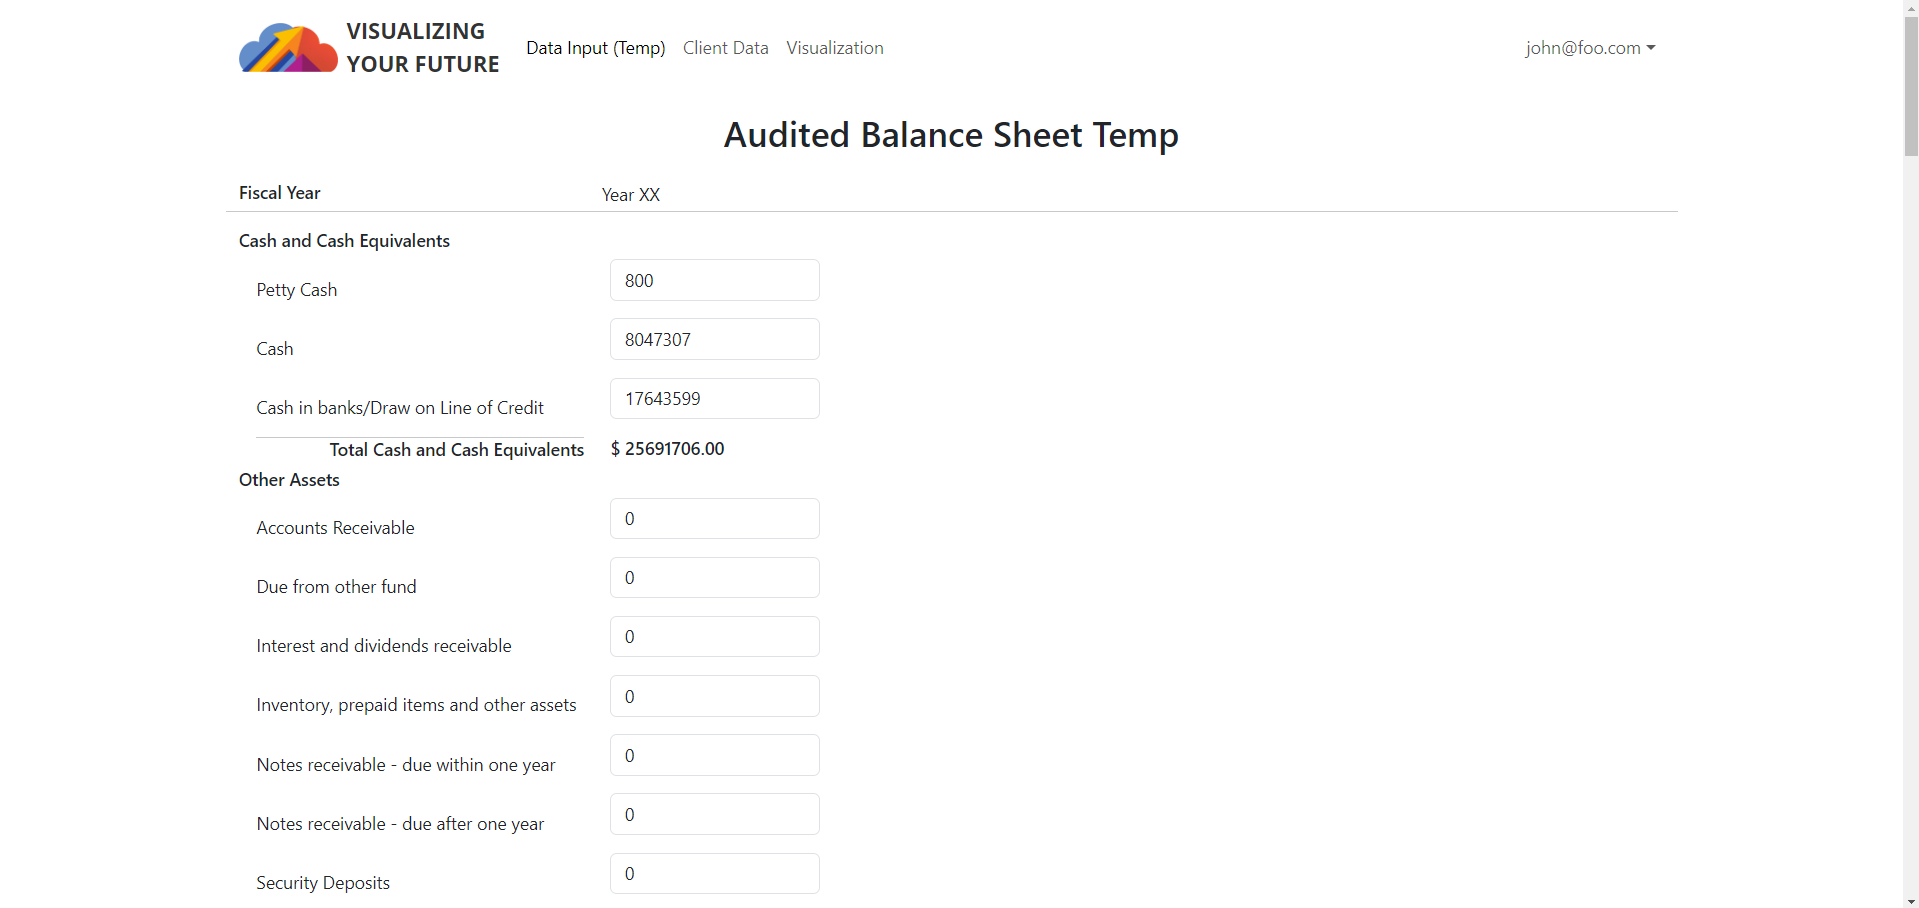 VISUALIZING
YOUR FUTURE
Data Input (Temp) Client Data Visualization john@foo.com
Audited Balance Sheet Temp
Fiscal Year Year XX
Cash and Cash Equivalents
Petty Cash 800
Cash 8047307
Cash in banks/Draw on Line of Credit 17643599
Total Cash and Cash Equivalents $ 25691706.00
Other Assets
Accounts Receivable 0
Due from other fund 0
Interest and dividends receivable 0
Inventory, prepaid items and other assets 0
Notes receivable - due within one year 0
Notes receivable - due after one year 0
Security Deposits 0